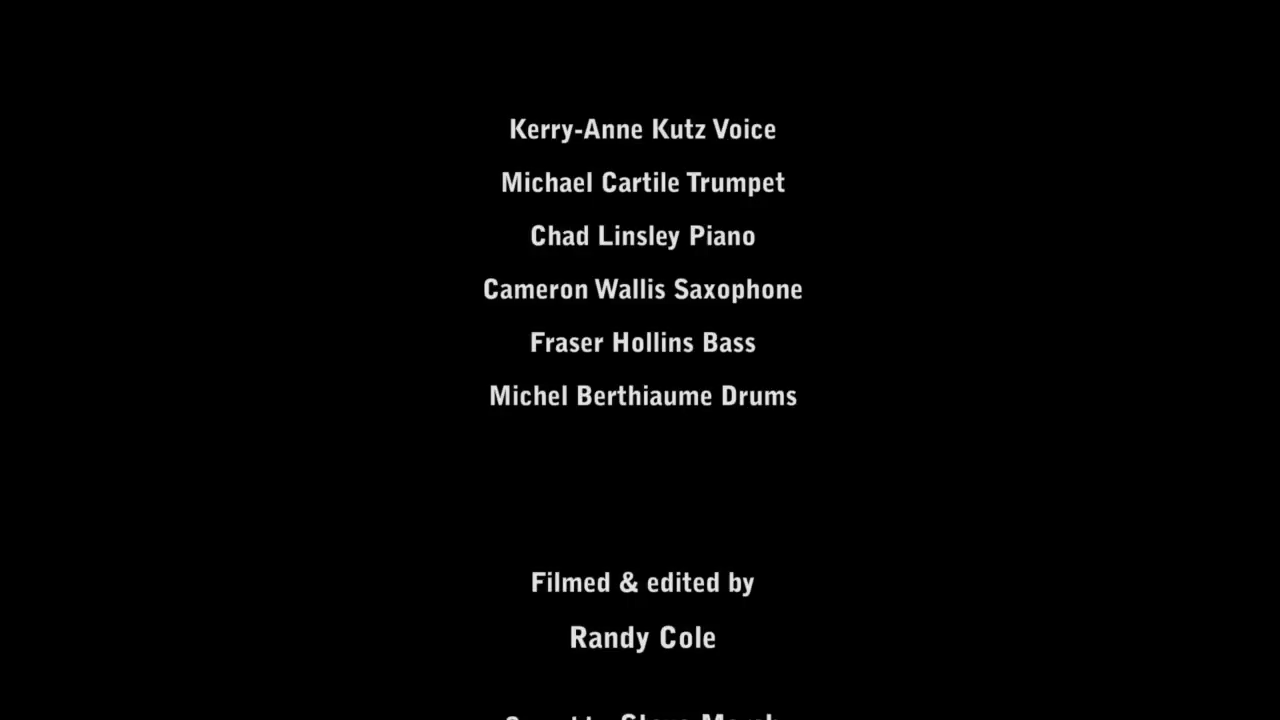 Kerry-Anne Kutz Voice
Michael Cartile Trumpet
Chad Linsley Piano
Cameron Wallis Saxophone
Fraser Hollins Bass
Michel Berthiaume Drums
Filmed & edited by
Randy Cole